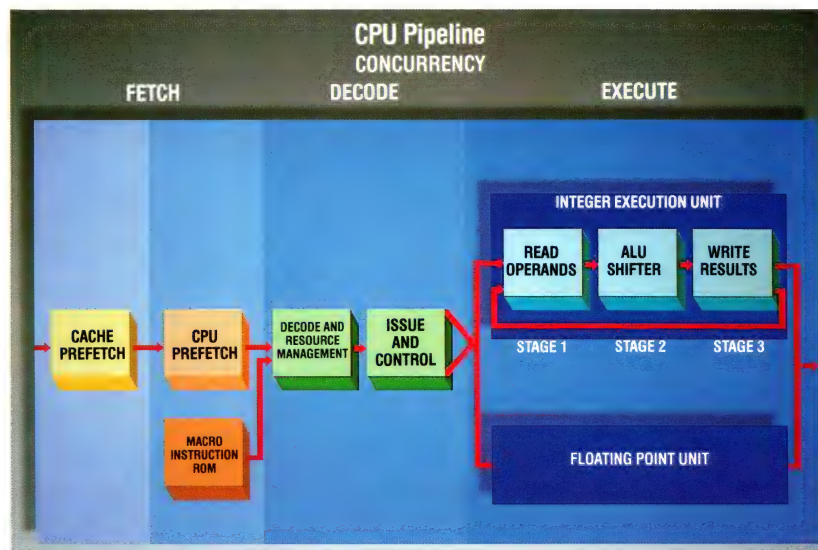 CPU Pipeline
CONCURRENCY
FETCH
DECODE
EXECUTE
INTEGER EXECUTION UNIT
READ
OPERANDS
ALU
SHIFTER
WRITE
RESULTS
CACHE
PREFETCH
CPU
PREFETCH
DECODE AND
RESOURCE
MANAGEMENT
ISSUE
AND
CONTROL
STAGE 1
STAGE 2
STAGE 3
MACRO
INSTRUCTION
ROM
FLOATING POINT UNIT